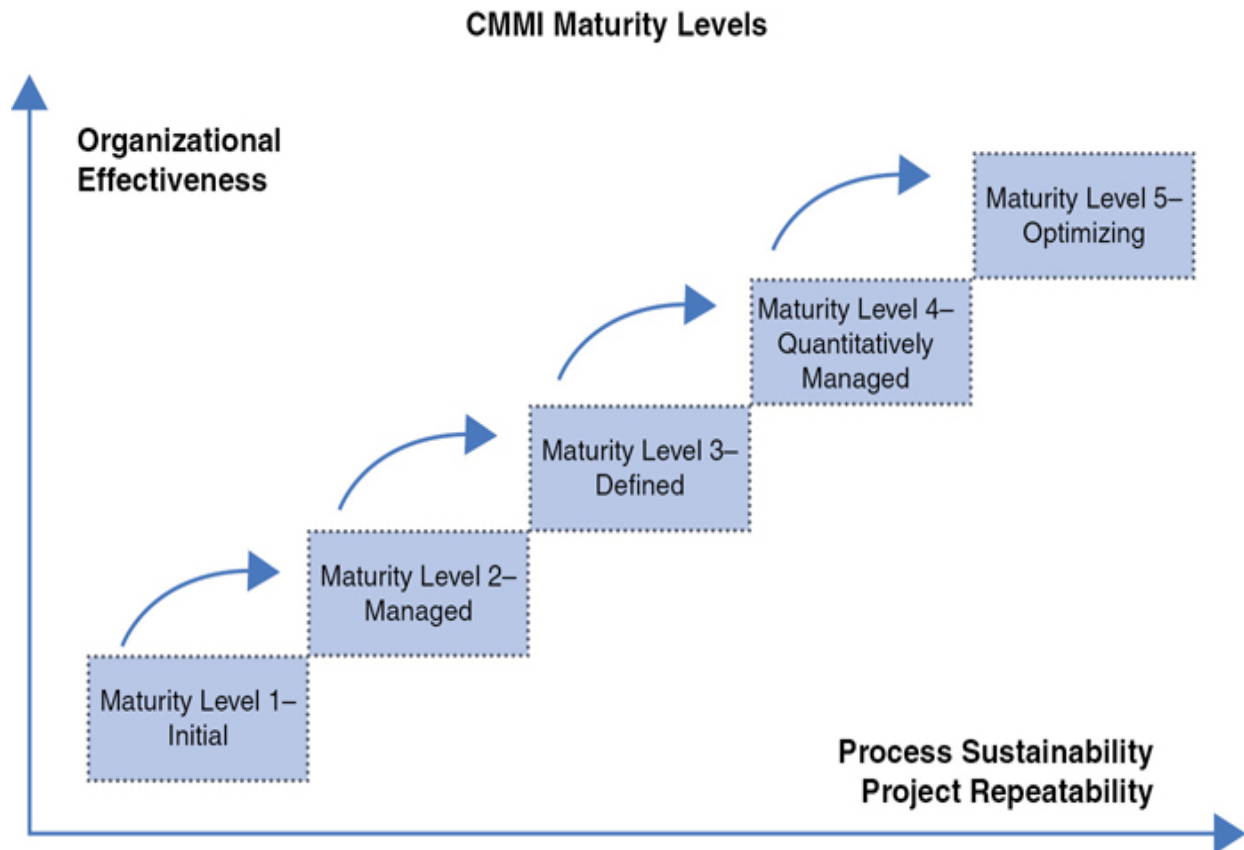 CMMI Maturity Levels
Organizational
Effectiveness
Maturity Level 5–
Optimizing
Maturity Level 4–
Quantitatively
Managed
Maturity Level 3–
Defined
Maturity Level 2–
Managed
Maturity Level 1–
Initial
Process Sustainability
Project Repeatability